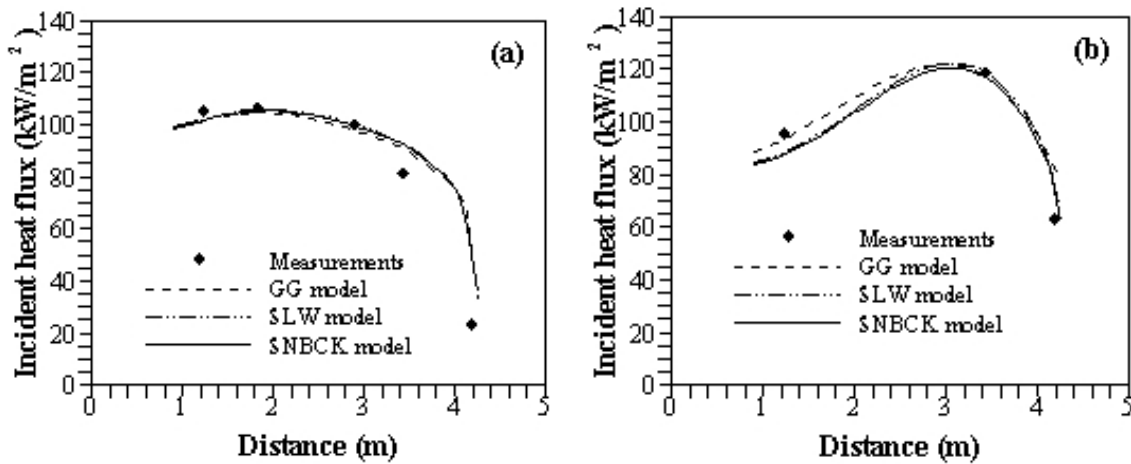 Incident heat flux (kW/m 2 )
140
120
100
80
60
40
20
0
(a)
Measurements
GG model
SLW model
SNBCK model
0 1 2 3 4 5
Distance (m)
Incident heat flux (kW/m 2 )
140
120
100
80
60
40
20
0
(b)
Measurements
GG model
SLW model
SNBCK model
0 1 2 3 4 5
Distance (m)